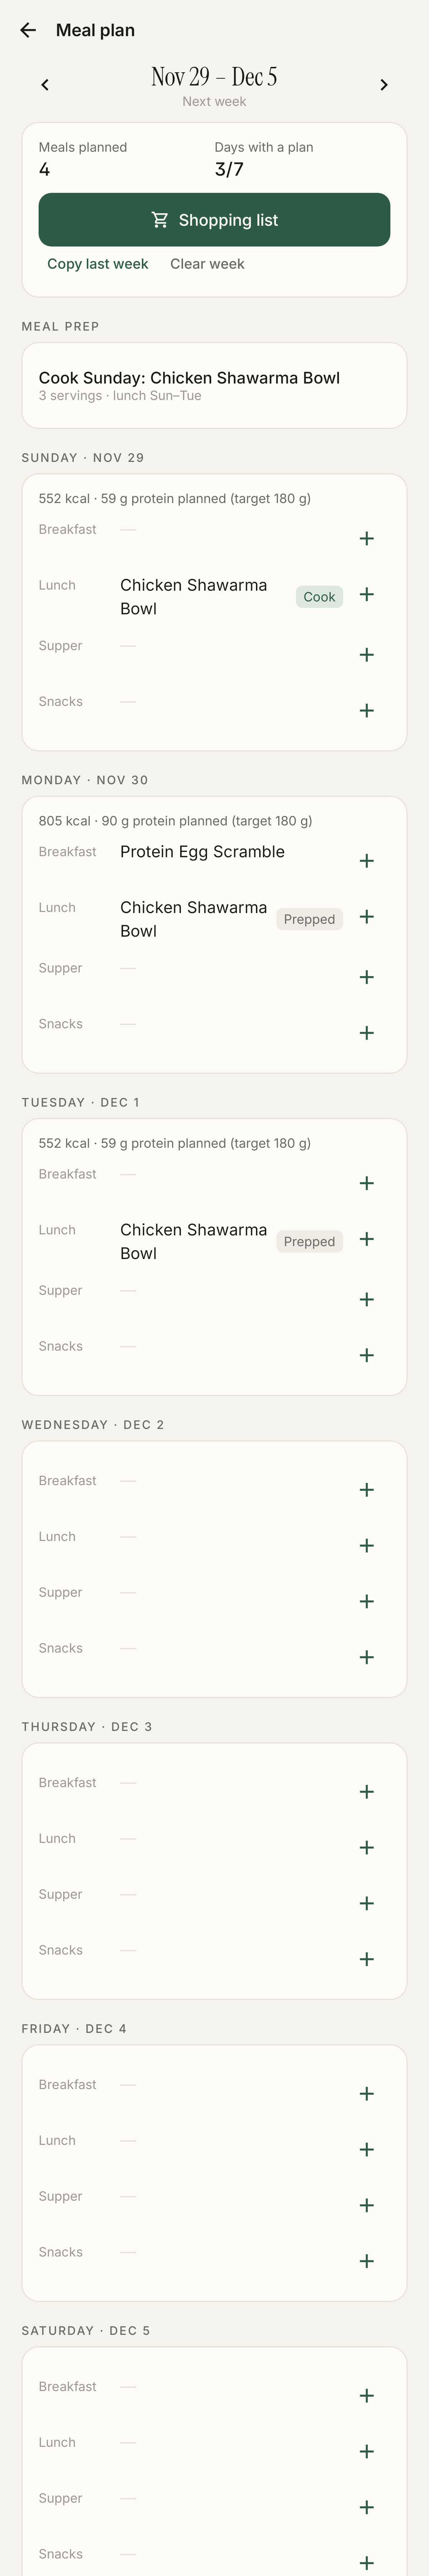 Meal plan
Nov 29 – Dec 5
Next week
Meals planned
4
Days with a plan
3/7
Shopping list
Copy last week
Clear week
MEAL PREP
Cook Sunday: Chicken Shawarma Bowl
3 servings · lunch Sun–Tue
SUNDAY · NOV 29
552 kcal · 59 g protein planned (target 180 g)
Breakfast —
Lunch
Chicken Shawarma
Bowl
Cook
Supper —
Snacks —
MONDAY · NOV 30
805 kcal · 90 g protein planned (target 180 g)
Breakfast
Protein Egg Scramble
Lunch
Chicken Shawarma
Bowl
Prepped
Supper —
Snacks —
TUESDAY · DEC 1
552 kcal · 59 g protein planned (target 180 g)
Breakfast —
Lunch
Chicken Shawarma
Bowl
Prepped
Supper —
Snacks —
WEDNESDAY · DEC 2
Breakfast —
Lunch —
Supper —
Snacks —
THURSDAY · DEC 3
Breakfast —
Lunch —
Supper —
Snacks —
FRIDAY · DEC 4
Breakfast —
Lunch —
Supper —
Snacks —
SATURDAY · DEC 5
Breakfast —
Lunch —
Supper —
Snacks —